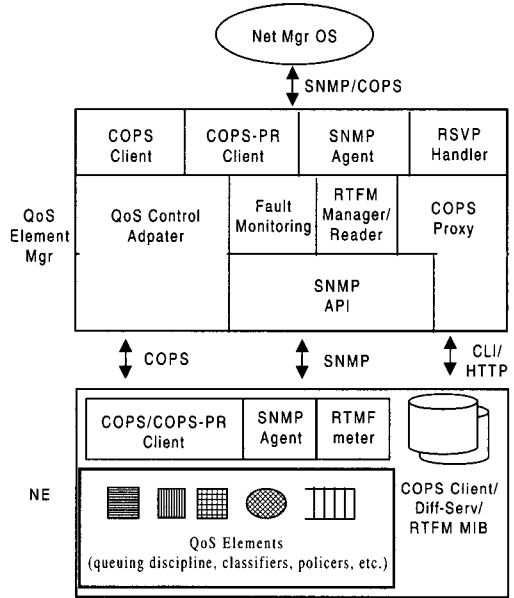 Net Mgr OS
SNMP/COPS
COPS
Client
COPS-PR
Client
SNMP
Agent
RSVP
Handler
QoS
Element
Mgr
QoS Control
Adpater
Fault
Monitoring
RTFM
Manager/
Reader
COPS
Proxy
SNMP
API
COPS
SNMP
CLI/
HTTP
NE
COPS/COPS-PR
Client
SNMP
Agent
RTMF
meter
COPS Client/
Diff-Serv/
RTFM MIB
QoS Elements
(queuing discipline, classifiers, policers, etc.)